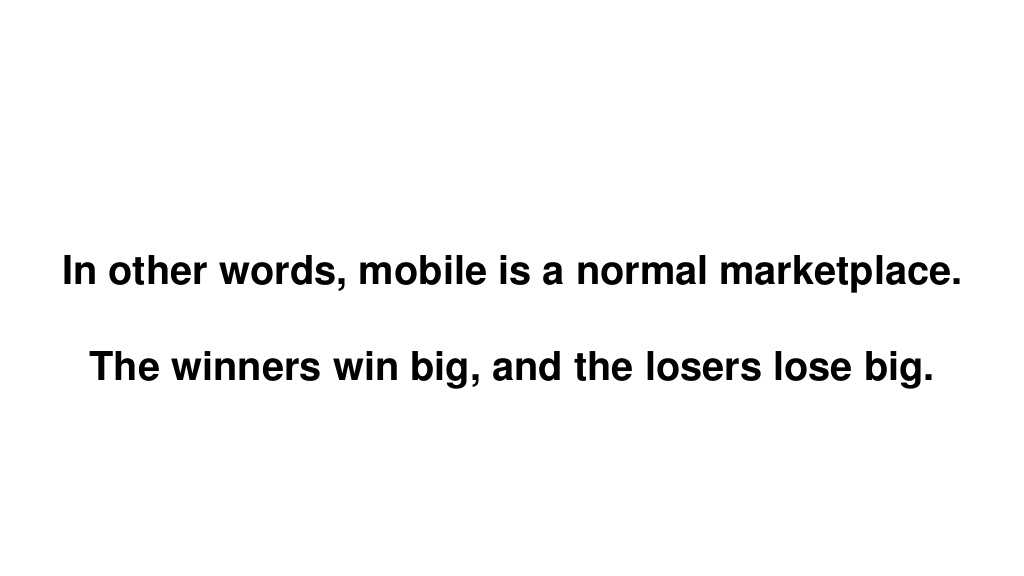 In other words, mobile is a normal marketplace.
The winners win big, and the losers lose big.